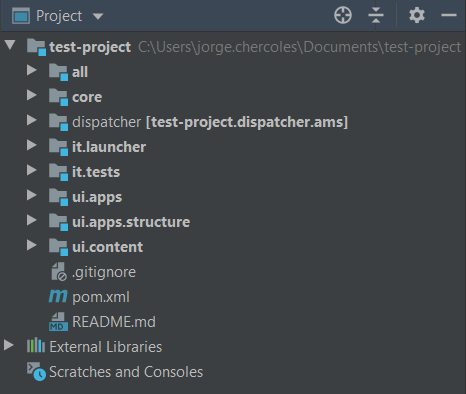 Project
test-project C:\Users\jorge.chercoles\Documents\test-project
all
core
dispatcher [test-project.dispatcher.ams]
it.launcher
it.tests
ui.apps
ui.apps.structure
ui.content
.gitignore
m pom.xml
MD README.md
External Libraries
Scratches and Consoles